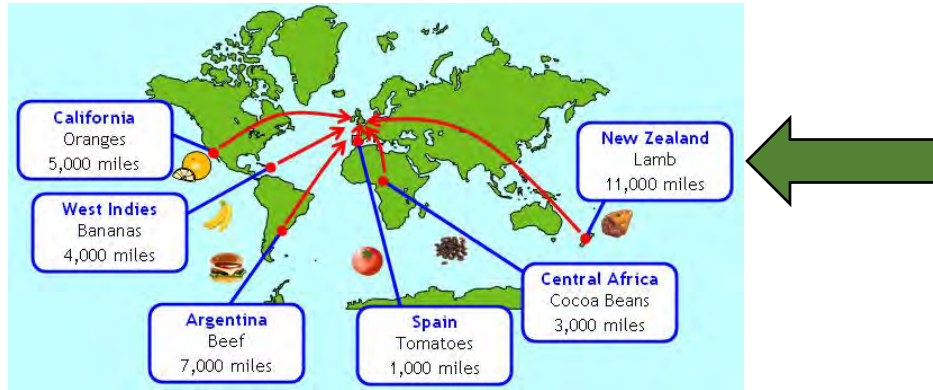 California
Oranges
5,000 miles
West Indies
Bananas
4,000 miles
Argentina
Beef
7,000 miles
Spain
Tomatoes
1,000 miles
Central Africa
Cocoa Beans
3,000 miles
New Zealand
Lamb
11,000 miles